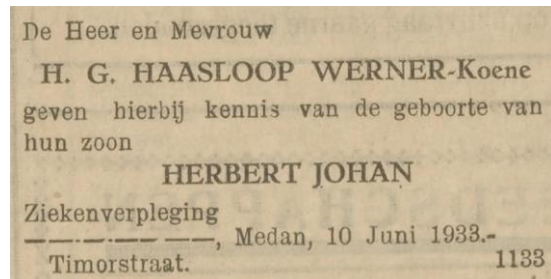 De Heer en Mevrouw
H. G. HAASLOOP WERNER-Koene
geven hierbij kennis van de geboorte van
hun zoon
HERBERT JOHAN
Ziekenverpleging
—·—·—·—·—, Medan, 10 Juni 1933.-
Timorstraat. 1133